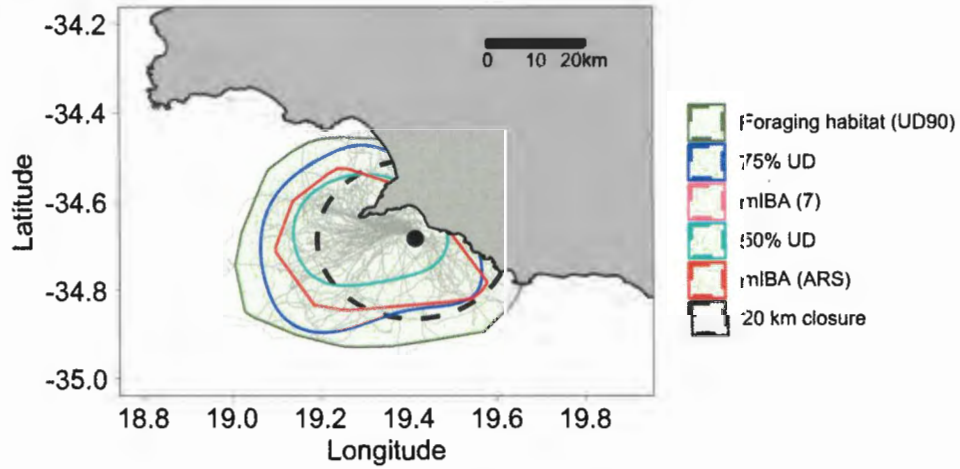 -34.2
-34.4
-34.6
-34.8
-35.0
Latitude
18.8 19.0 19.2 19.4 19.6 19.8
Longitude
0 10 20km
Foraging habitat (UD90)
75% UD
mIBA (7)
50% UD
mIBA (ARS)
20 km closure